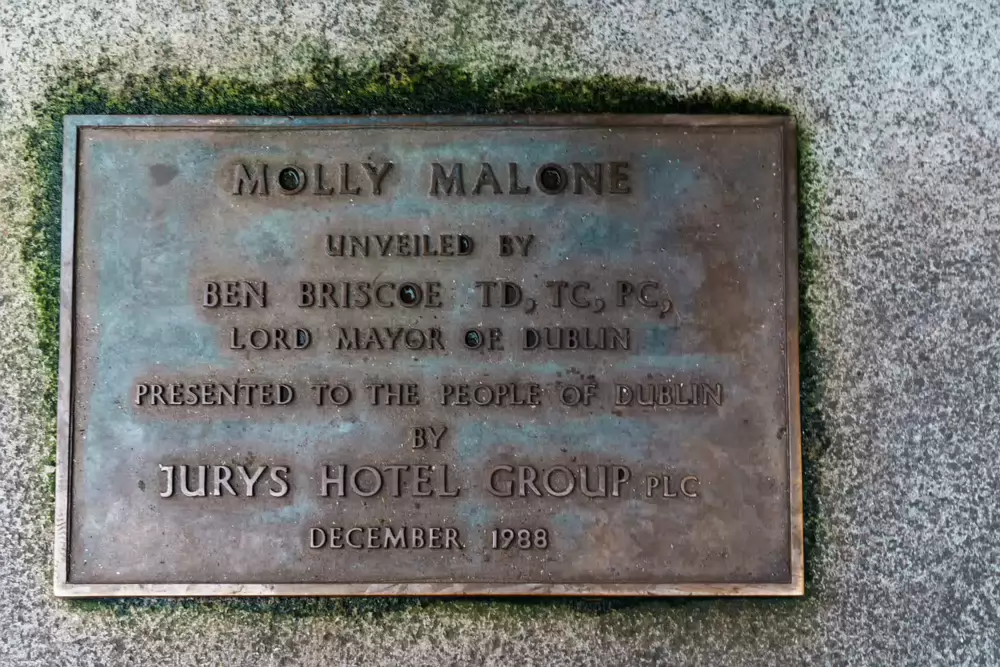 MOLLY MALONE
UNVEILED BY
BEN BRISCOE TD, TC, PC,
LORD MAYOR OF DUBLIN
PRESENTED TO THE PEOPLE OF DUBLIN
BY
JURYS HOTEL GROUP PLC
DECEMBER 1988